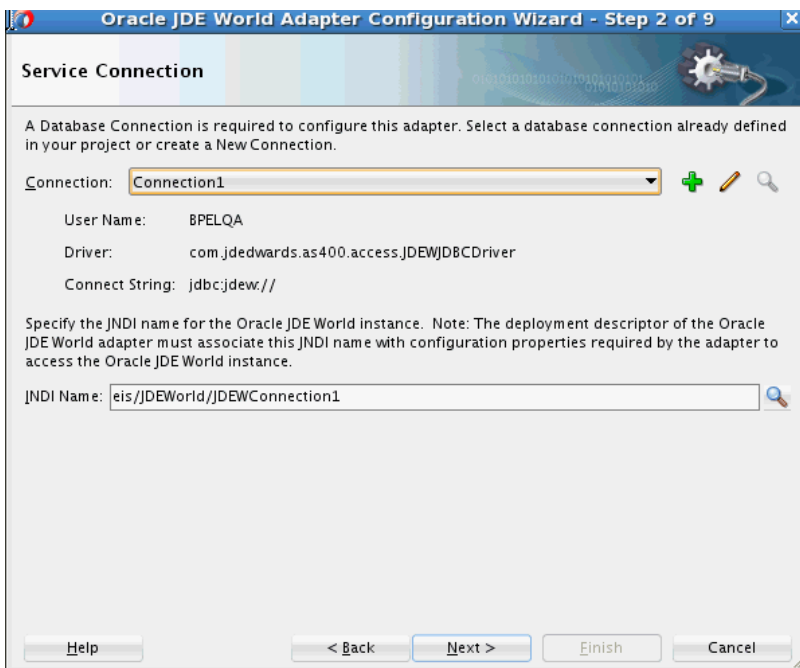 Oracle JDE World Adapter Configuration Wizard - Step 2 of 9
Service Connection
A Database Connection is required to configure this adapter. Select a database connection already defined
in your project or create a New Connection.
Connection: Connection1
User Name: BPELQA
Driver: com.jdedwards.as400.access.JDEWJDBCDriver
Connect String: jdbc:jdew://
Specify the JNDI name for the Oracle JDE World instance. Note: The deployment descriptor of the Oracle
JDE World adapter must associate this JNDI name with configuration properties required by the adapter to
access the Oracle JDE World instance.
JNDI Name: eis/JDEWorld/JDEWConnection1
Help < Back Next > Finish Cancel